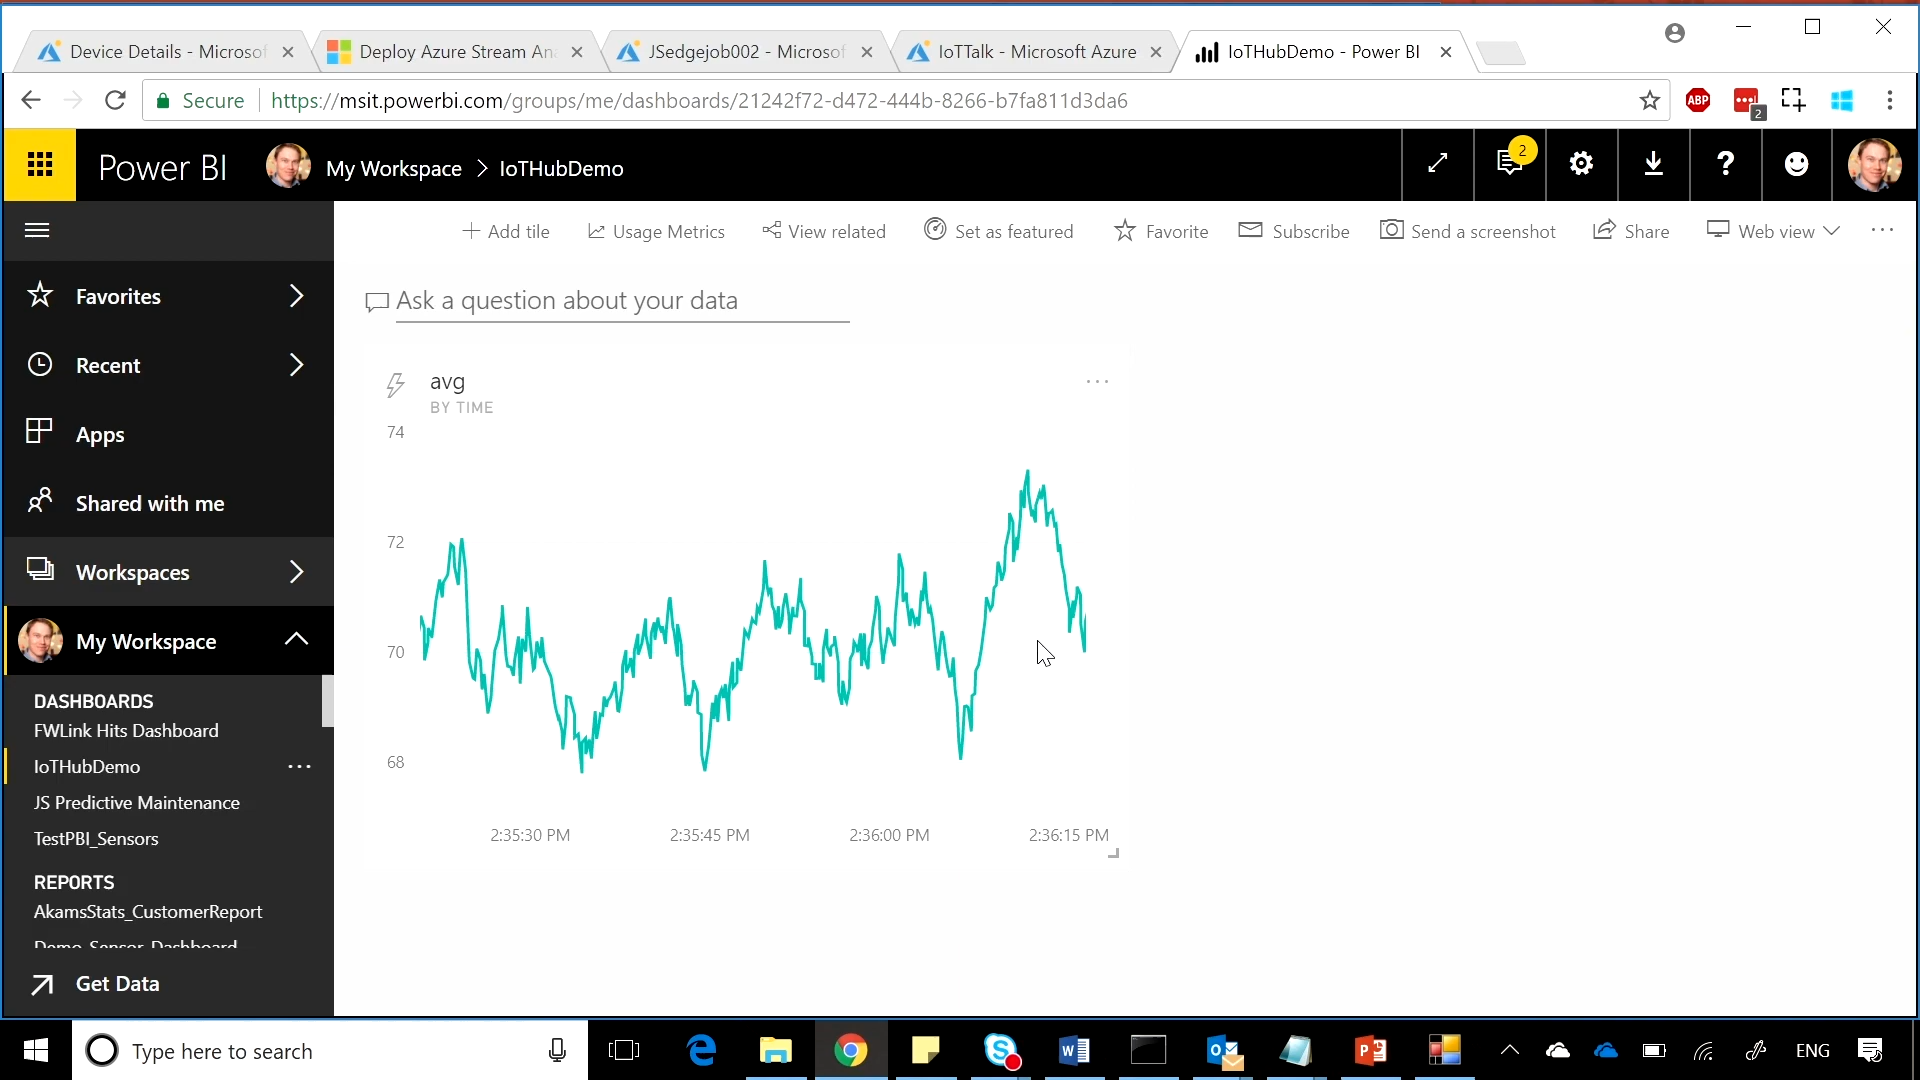 Device Details - Microsof
Deploy Azure Stream Ana
JSedgejob002 - Microsof
IoTTalk - Microsoft Azure
IoTHubDemo - Power BI
Secure
https://msit.powerbi.com/groups/me/dashboards/21242f72-d472-444b-8266-b7fa811d3da6
ABP
2
Power BI
My Workspace > IoTHubDemo
2
?
Add tile
Usage Metrics
View related
Set as featured
Favorite
Subscribe
Send a screenshot
Share
Web view
Favorites
Recent
Apps
Shared with me
Workspaces
My Workspace
DASHBOARDS
FWLink Hits Dashboard
IoTHubDemo
JS Predictive Maintenance
TestPBI_Sensors
REPORTS
AkamsStats_CustomerReport
Demo_Sensor_Dashboard
Get Data
Ask a question about your data
avg
BY TIME
74
72
70
68
2:35:30 PM
2:35:45 PM
2:36:00 PM
2:36:15 PM
Type here to search
ENG